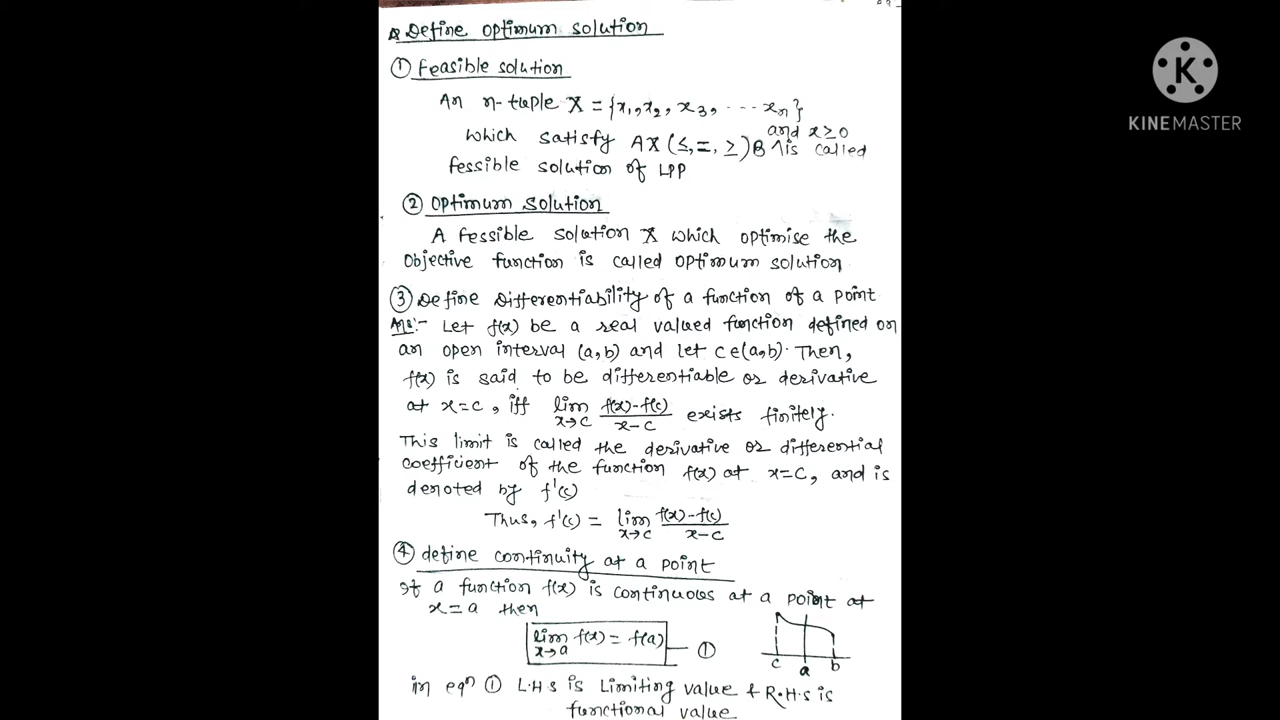 Define optimum solution
① Feasible solution
An n-tuple X = {x₁, x₂, x₃, ---- xₙ}
which satisfy AX (≤, =, ≥) B ^ and x ≥ 0 is called
fessible solution of LPP
② optimum solution
A fessible solution X which optimise the
objective function is called optimum solution
③ Define Differentiability of a function of a point
Ans:- Let f(x) be a real valued function defined on
an open interval (a,b) and let c∈(a,b). Then,
f(x) is said to be differentiable or derivative
at x=c, iff lim x→c f(x)-f(c)/x-c exists finitely.
This limit is called the derivative or differential
coefficient of the function f(x) at x=c, and is
denoted by f'(c)
Thus, f'(c) = lim x→c f(x)-f(c)/x-c
④ define continuity at a point
If a function f(x) is continuous at a point at
x=a then
lim x→a f(x) = f(a) — ①
c a b
in eqⁿ ① L.H.S is Limiting value & R.H.S is
functional value
K
KINEMASTER